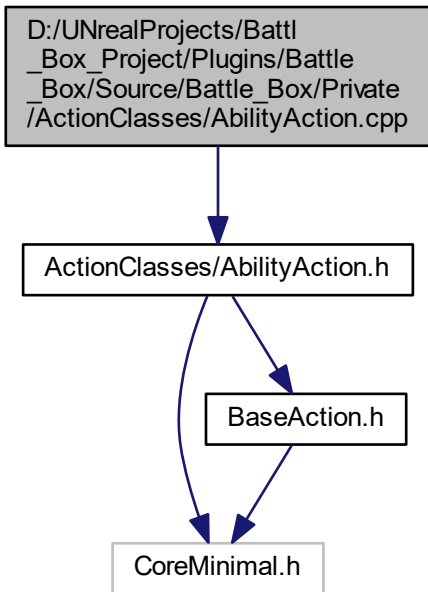 D:/UNrealProjects/Battl
_Box_Project/Plugins/Battle
_Box/Source/Battle_Box/Private
/ActionClasses/AbilityAction.cpp
ActionClasses/AbilityAction.h
BaseAction.h
CoreMinimal.h